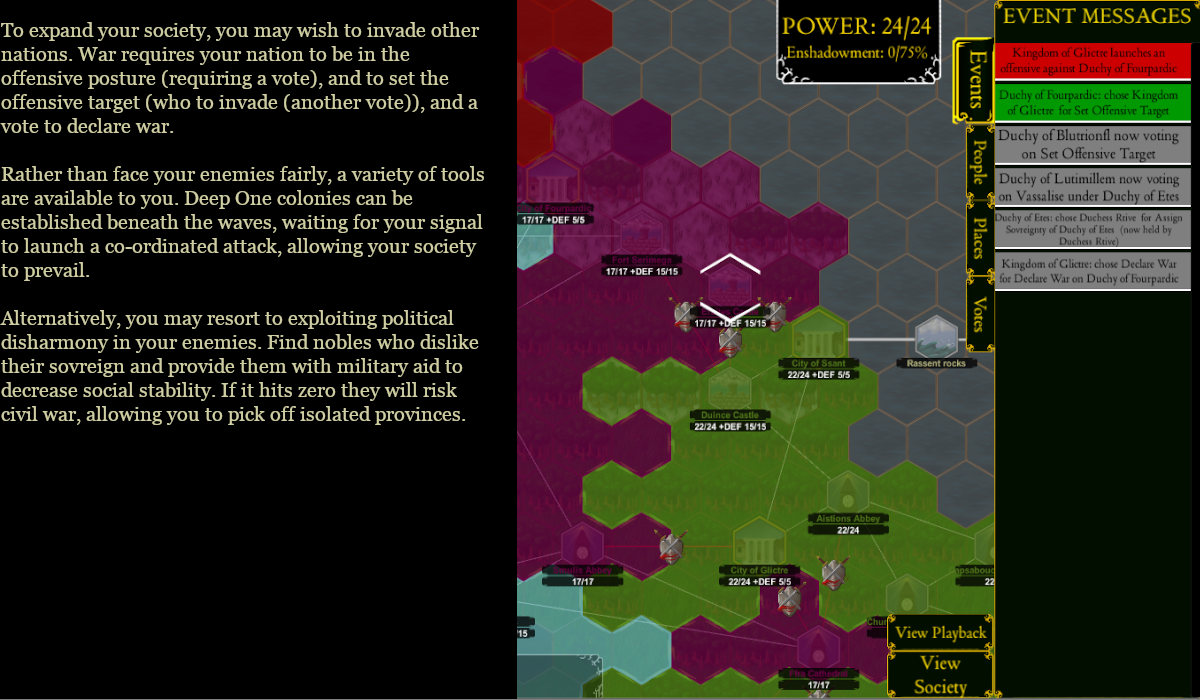 To expand your society, you may wish to invade other
nations. War requires your nation to be in the
offensive posture (requiring a vote), and to set the
offensive target (who to invade (another vote)), and a
vote to declare war.
Rather than face your enemies fairly, a variety of tools
are available to you. Deep One colonies can be
established beneath the waves, waiting for your signal
to launch a co-ordinated attack, allowing your society
to prevail.
Alternatively, you may resort to exploiting political
disharmony in your enemies. Find nobles who dislike
their sovreign and provide them with military aid to
decrease social stability. If it hits zero they will risk
civil war, allowing you to pick off isolated provinces.
POWER: 24/24
Enshadowment: 0/75%
of Fourpardic
17/17 +DEF 5/5
17/17 +DEF 15/15
17/17 +DEF 15/15
City of Ssant
22/24 +DEF 5/5
Rassent rocks
Duince Castle
22/24 +DEF 15/15
Aistions Abbey
22/24
Abbey
17/17
City of Glictre
22/24 +DEF 5/5
22
/15
Cathedral
17/17
View Playback
View
Society
Events
People
Places
Votes
EVENT MESSAGES
Kingdom of Glictre launches an
offensive against Duchy of Fourpardic
Duchy of Fourpardic: chose Kingdom
of Glictre for Set Offensive Target
Duchy of Blutrionfl now voting
on Set Offensive Target
Duchy of Lutimillem now voting
on Vassalise under Duchy of Etes
Duchy of Etes: chose Duchess Rtive for Assign
Sovreignty of Duchy of Etes (now held by
Duchess Rtive)
Kingdom of Glictre: chose Declare War
for Declare War on Duchy of Fourpardic